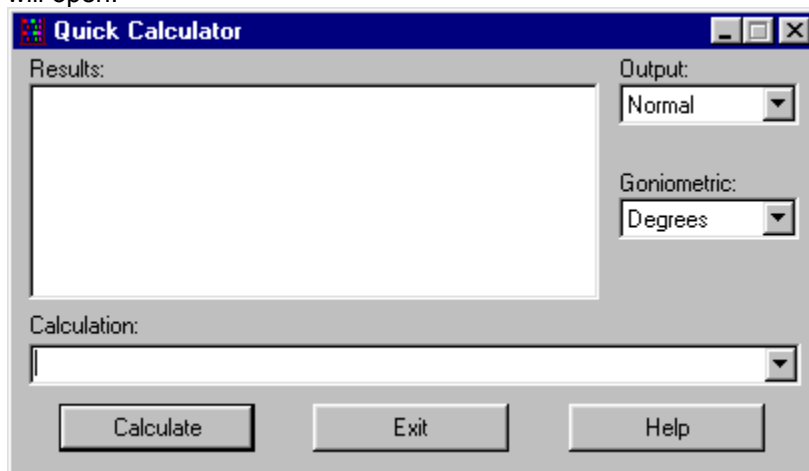 will open.
Quick Calculator
Results:
Output:
Normal
Goniometric:
Degrees
Calculation:
Calculate
Exit
Help